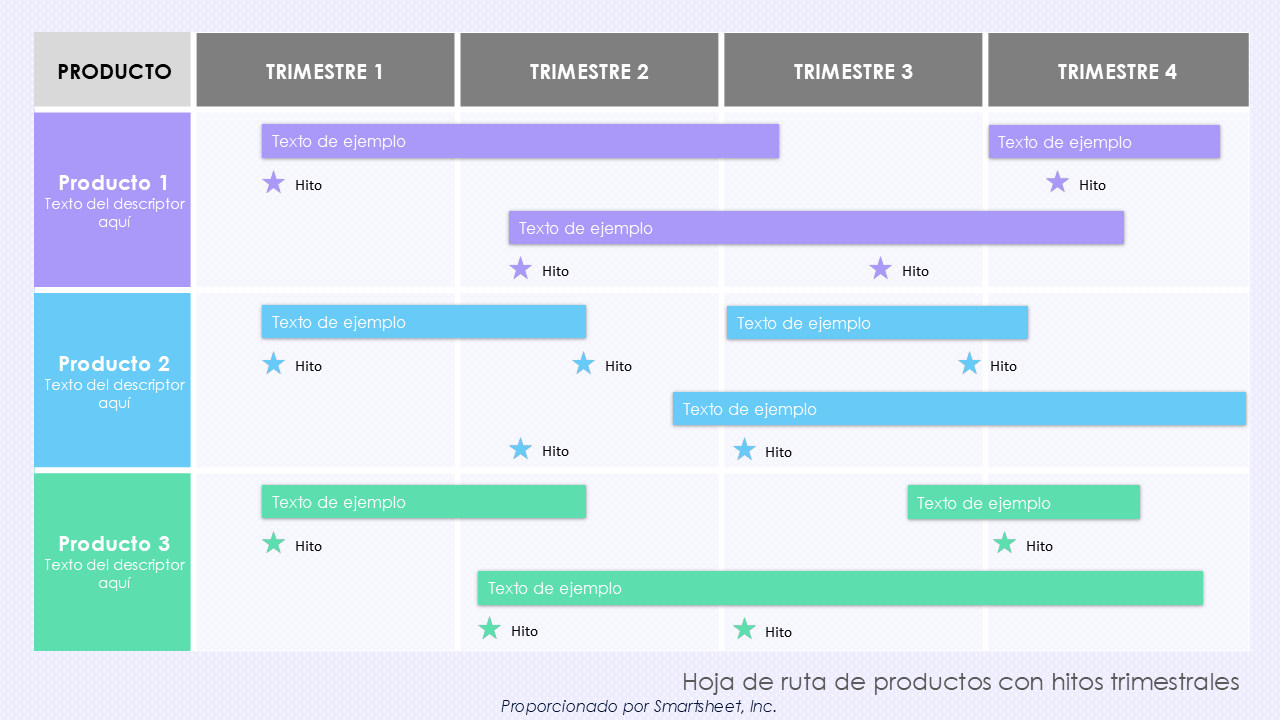 PRODUCTO
TRIMESTRE 1
TRIMESTRE 2
TRIMESTRE 3
TRIMESTRE 4
Producto 1
Texto del descriptor
aquí
Texto de ejemplo
Texto de ejemplo
Hito
Hito
Texto de ejemplo
Hito
Hito
Producto 2
Texto del descriptor
aquí
Texto de ejemplo
Texto de ejemplo
Hito
Hito
Hito
Texto de ejemplo
Hito
Hito
Producto 3
Texto del descriptor
aquí
Texto de ejemplo
Texto de ejemplo
Hito
Hito
Texto de ejemplo
Hito
Hito
Hoja de ruta de productos con hitos trimestrales
Proporcionado por Smartsheet, Inc.